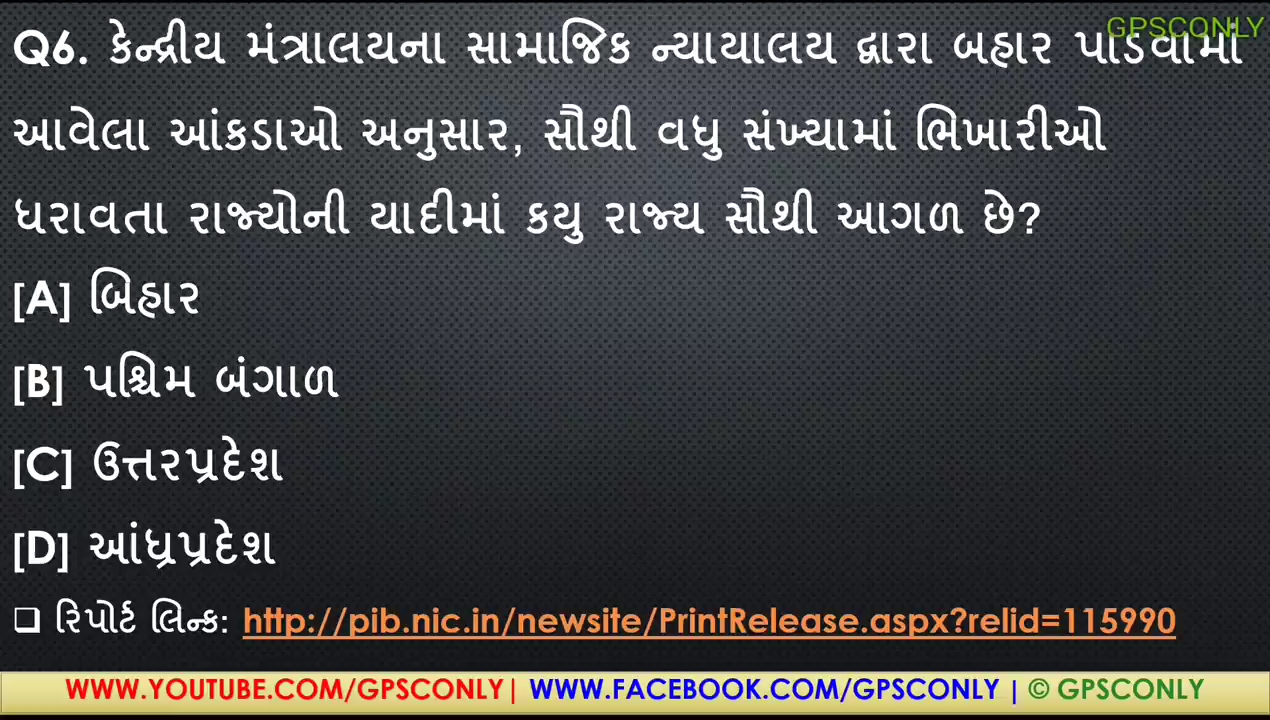 GPSCONLY
Q6. કેન્દ્રીય મંત્રાલયના સામાજિક ન્યાયાલય દ્વારા બહાર પાડવામાં
આવેલા આંકડાઓ અનુસાર, સૌથી વધુ સંખ્યામાં ભિખારીઓ
ધરાવતા રાજ્યોની યાદીમાં કયુ રાજ્ય સૌથી આગળ છે?
[A] બિહાર
[B] પશ્ચિમ બંગાળ
[C] ઉત્તરપ્રદેશ
[D] આંધ્રપ્રદેશ
❑ રિપોર્ટ લિન્ક: http://pib.nic.in/newsite/PrintRelease.aspx?relid=115990
WWW.YOUTUBE.COM/GPSCONLY | WWW.FACEBOOK.COM/GPSCONLY | © GPSCONLY